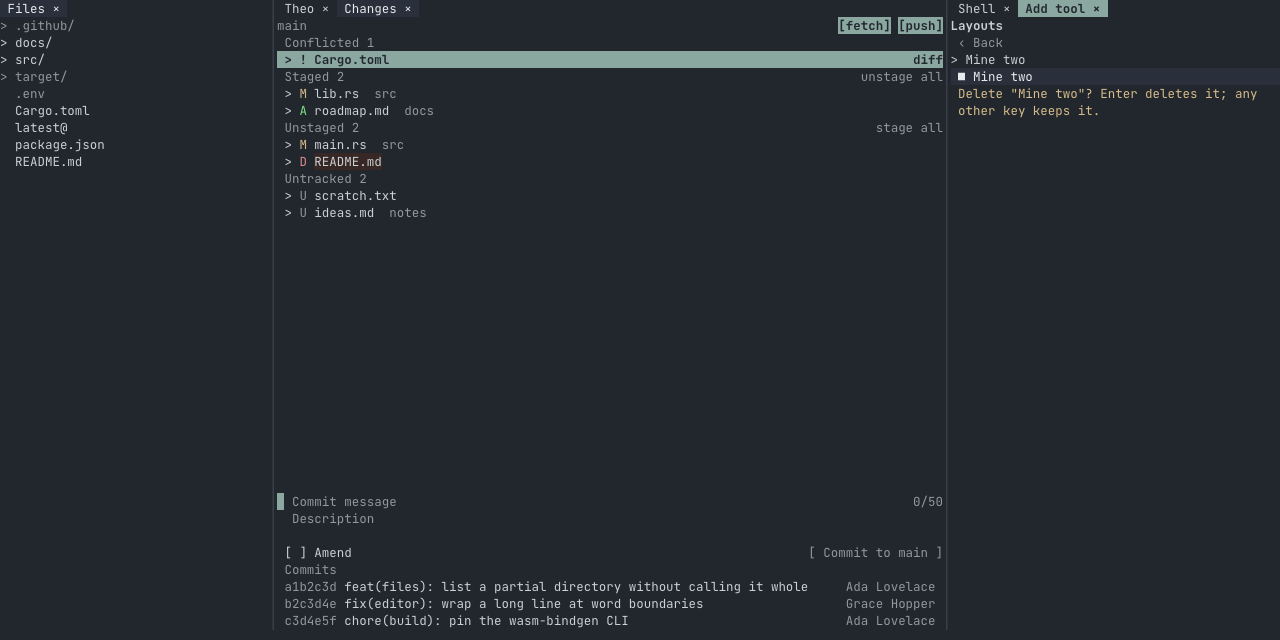 Files ×
> .github/
> docs/
> src/
> target/
.env
Cargo.toml
latest@
package.json
README.md
Theo × Changes ×
main [fetch] [push]
Conflicted 1
> ! Cargo.toml diff
Staged 2 unstage all
> M lib.rs src
> A roadmap.md docs
Unstaged 2 stage all
> M main.rs src
> D README.md
Untracked 2
> U scratch.txt
> U ideas.md notes
Commit message 0/50
Description
[ ] Amend [ Commit to main ]
Commits
a1b2c3d feat(files): list a partial directory without calling it whole Ada Lovelace
b2c3d4e fix(editor): wrap a long line at word boundaries Grace Hopper
c3d4e5f chore(build): pin the wasm-bindgen CLI Ada Lovelace
Shell × Add tool ×
Layouts
‹ Back
> Mine two
■ Mine two
Delete "Mine two"? Enter deletes it; any
other key keeps it.